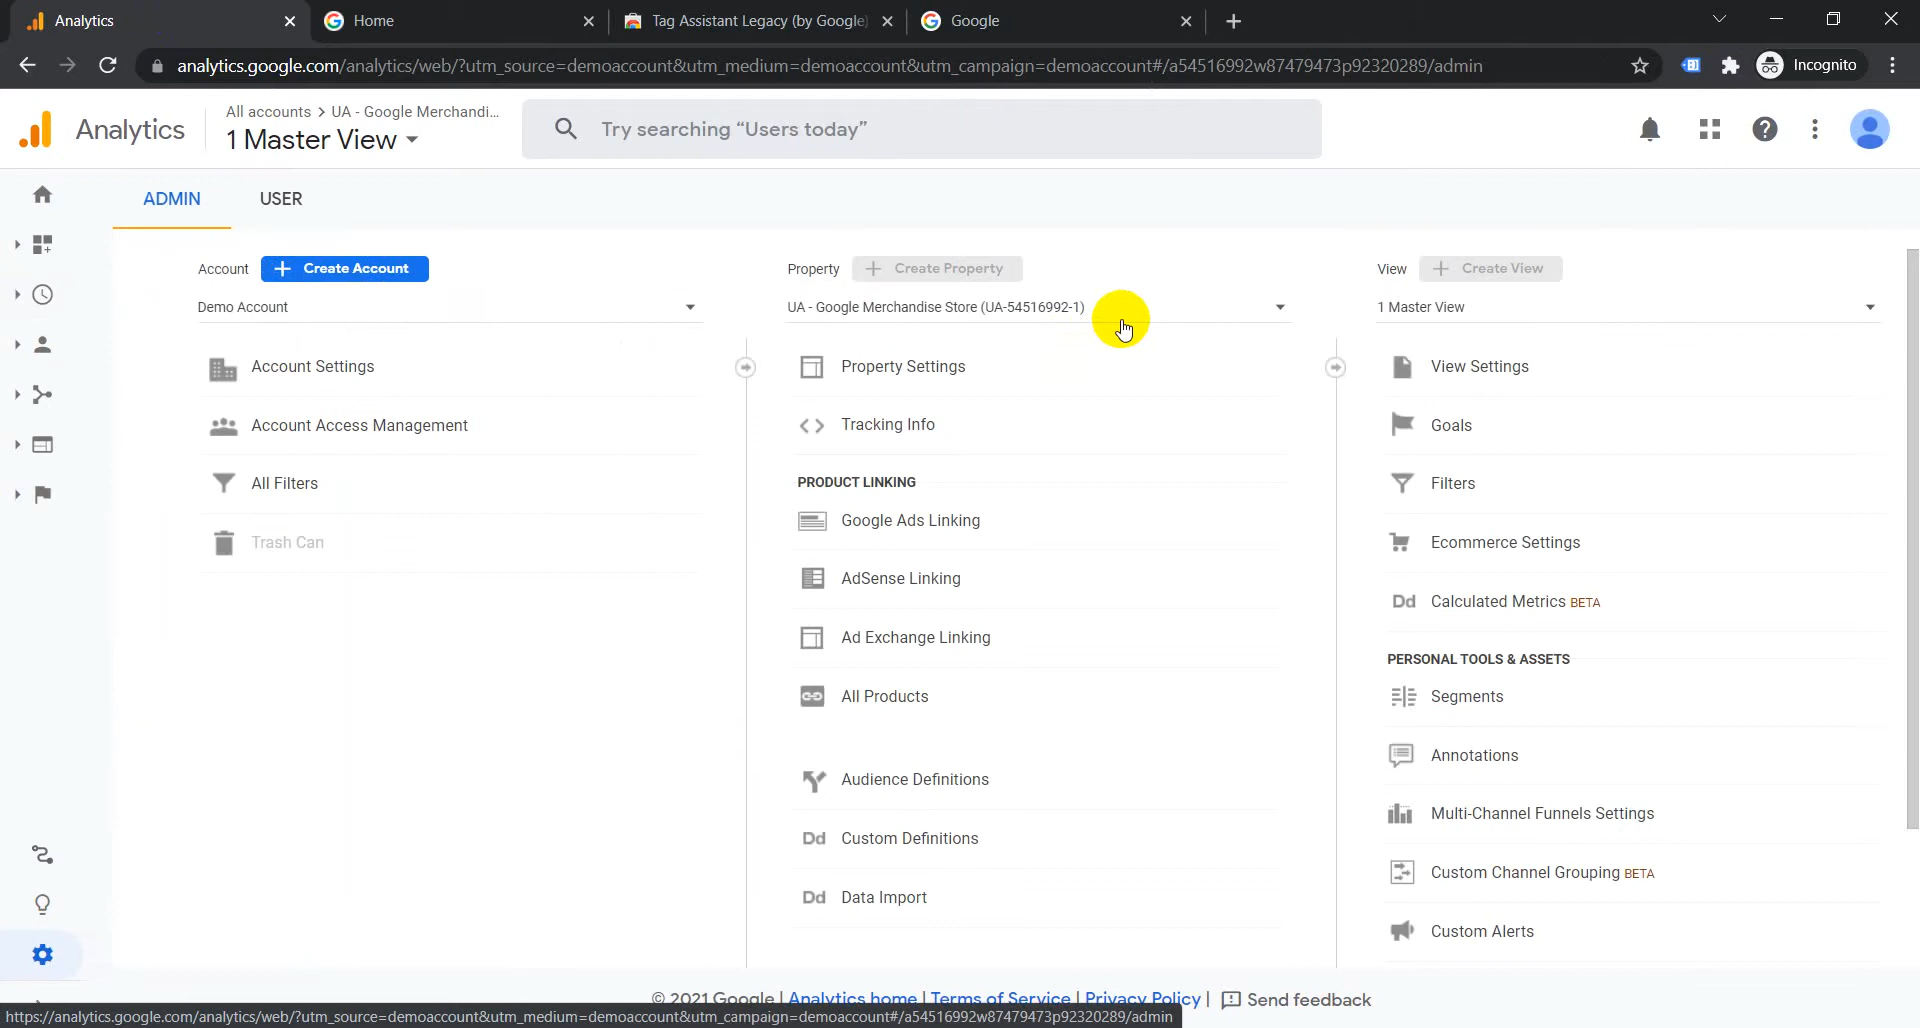 Analytics
Home
Tag Assistant Legacy (by Google)
Google
analytics.google.com/analytics/web/?utm_source=demoaccount&utm_medium=demoaccount&utm_campaign=demoaccount#/a54516992w87479473p92320289/admin
Incognito
Analytics
All accounts > UA - Google Merchandi...
1 Master View
Try searching “Users today”
ADMIN
USER
Account
+ Create Account
Property
+ Create Property
View
+ Create View
Demo Account
UA - Google Merchandise Store (UA-54516992-1)
1 Master View
Account Settings
Account Access Management
All Filters
Trash Can
Property Settings
Tracking Info
PRODUCT LINKING
Google Ads Linking
AdSense Linking
Ad Exchange Linking
All Products
Audience Definitions
Dd Custom Definitions
Dd Data Import
View Settings
Goals
Filters
Ecommerce Settings
Dd Calculated Metrics BETA
PERSONAL TOOLS & ASSETS
Segments
Annotations
Multi-Channel Funnels Settings
Custom Channel Grouping BETA
Custom Alerts
© 2021 Google | Analytics home | Terms of Service | Privacy Policy | Send feedback
https://analytics.google.com/analytics/web/?utm_source=demoaccount&utm_medium=demoaccount&utm_campaign=demoaccount#/a54516992w87479473p92320289/admin